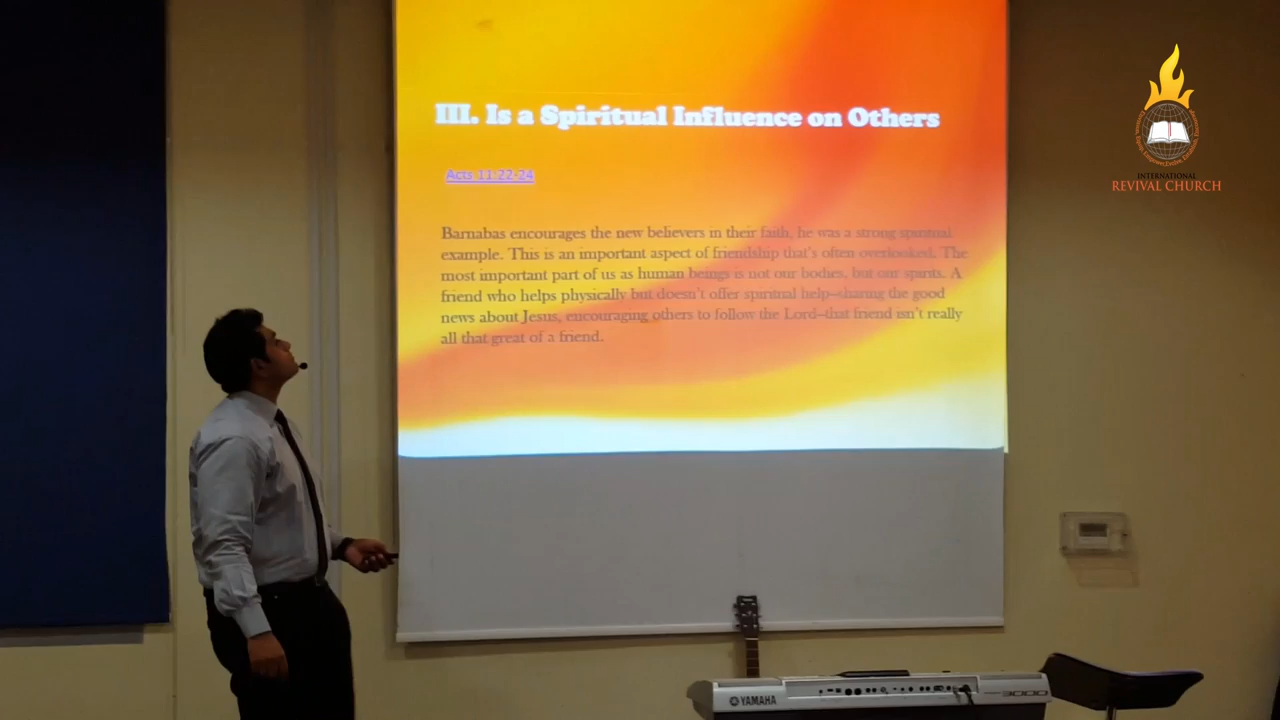 III. Is a Spiritual Influence on Others
Acts 11:22-24
Barnabas encourages the new believers in their faith, he was a strong spiritual
example. This is an important aspect of friendship that's often overlooked. The
most important part of us as human beings is not our bodies, but our spirits. A
friend who helps physically but doesn't offer spiritual help—sharing the good
news about Jesus, encouraging others to follow the Lord—that friend isn't really
all that great of a friend.
INTERNATIONAL
REVIVAL CHURCH
YAMAHA
3000